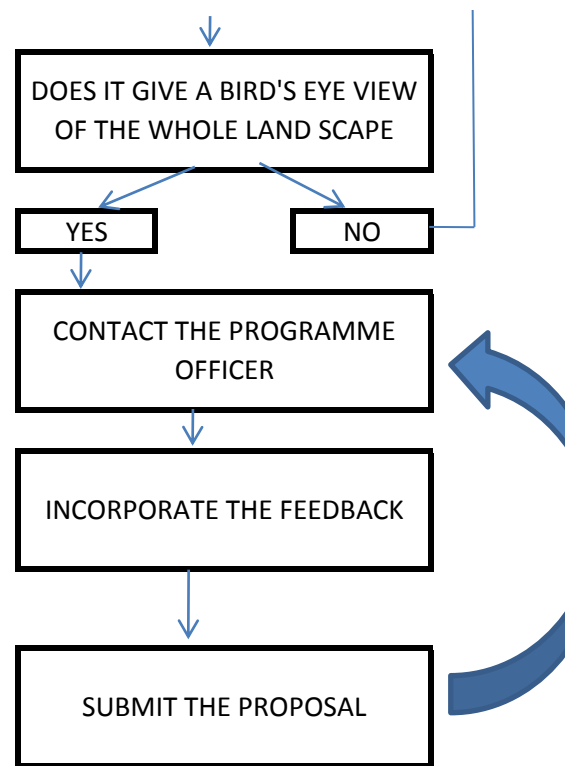 DOES IT GIVE A BIRD'S EYE VIEW
OF THE WHOLE LAND SCAPE
YES
NO
CONTACT THE PROGRAMME
OFFICER
INCORPORATE THE FEEDBACK
SUBMIT THE PROPOSAL